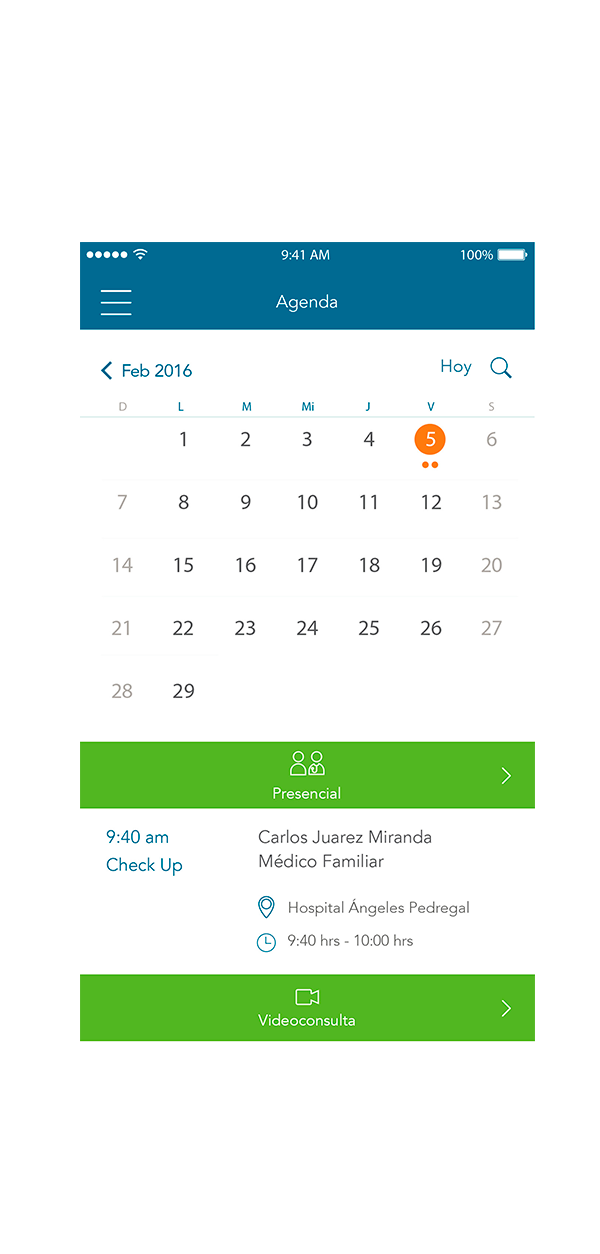 9:41 AM 100%
Agenda
Feb 2016 Hoy
D L M Mi J V S
1 2 3 4 5 6
7 8 9 10 11 12 13
14 15 16 17 18 19 20
21 22 23 24 25 26 27
28 29
Presencial
9:40 am Carlos Juarez Miranda
Check Up Médico Familiar
Hospital Ángeles Pedregal
9:40 hrs - 10:00 hrs
Videoconsulta